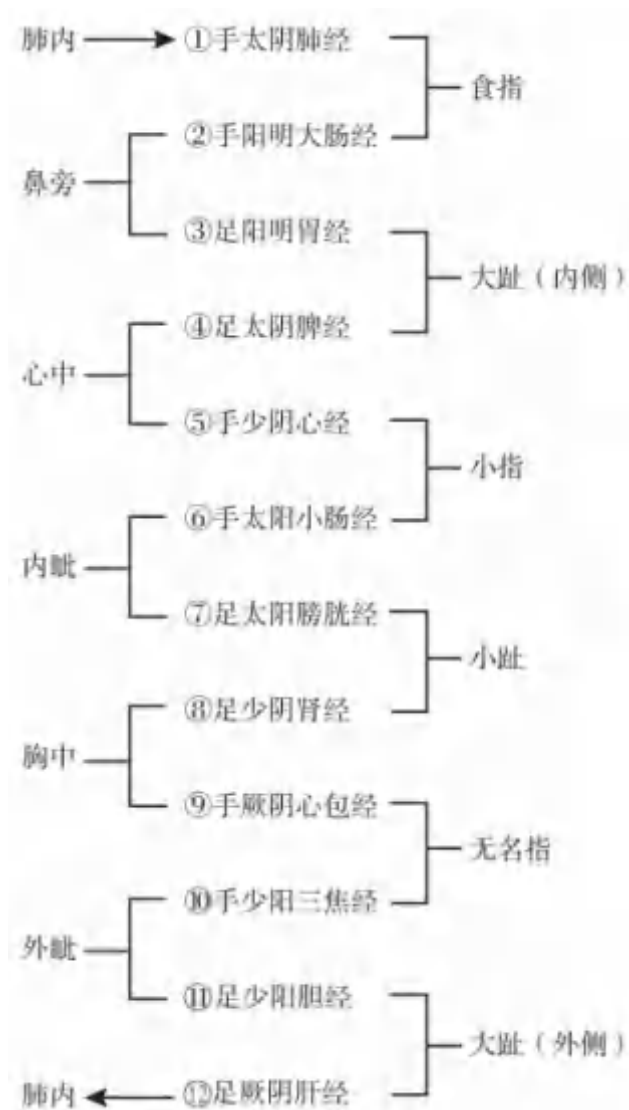 肺内 ①手太阴肺经
食指
②手阳明大肠经
鼻旁
③足阳明胃经
大趾（内侧）
④足太阴脾经
心中
⑤手少阴心经
小指
⑥手太阳小肠经
内眦
⑦足太阳膀胱经
小趾
⑧足少阴肾经
胸中
⑨手厥阴心包经
无名指
⑩手少阳三焦经
外眦
⑪足少阳胆经
大趾（外侧）
肺内 ⑫足厥阴肝经